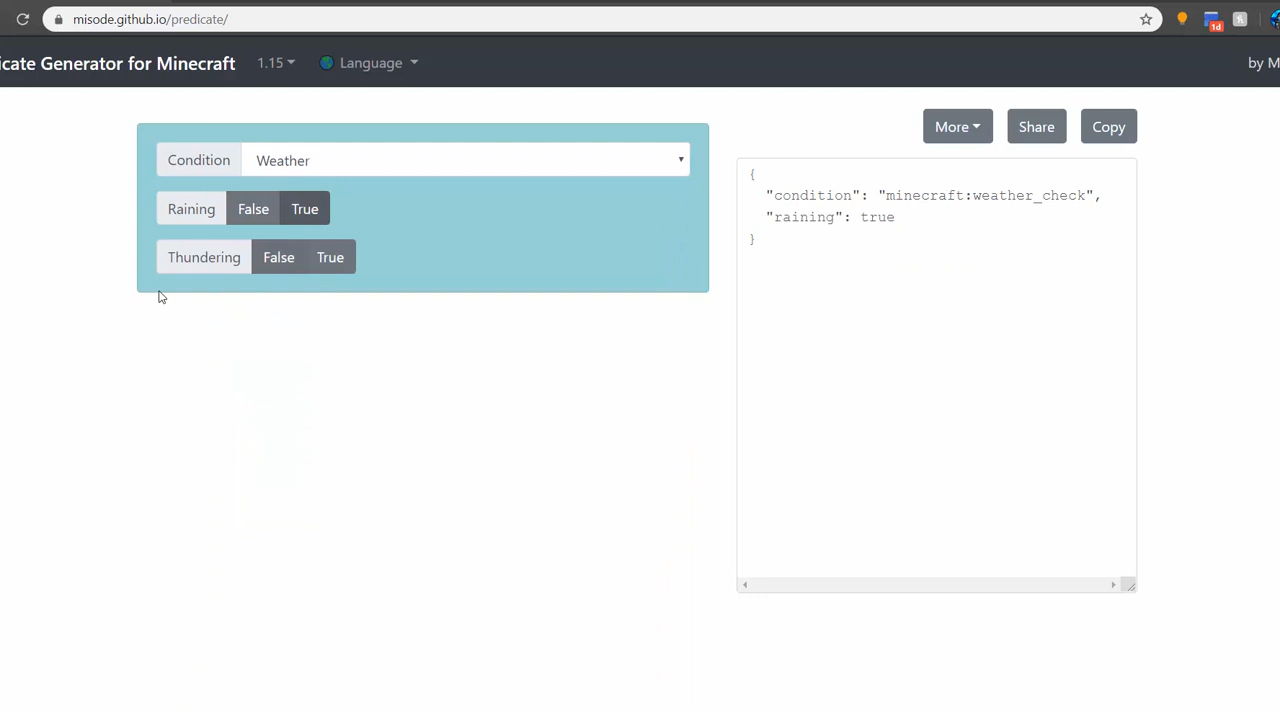 misode.github.io/predicate/
1d
icate Generator for Minecraft 1.15 Language by M
More Share Copy
Condition Weather
Raining False True
Thundering False True
{
"condition": "minecraft:weather_check",
"raining": true
}